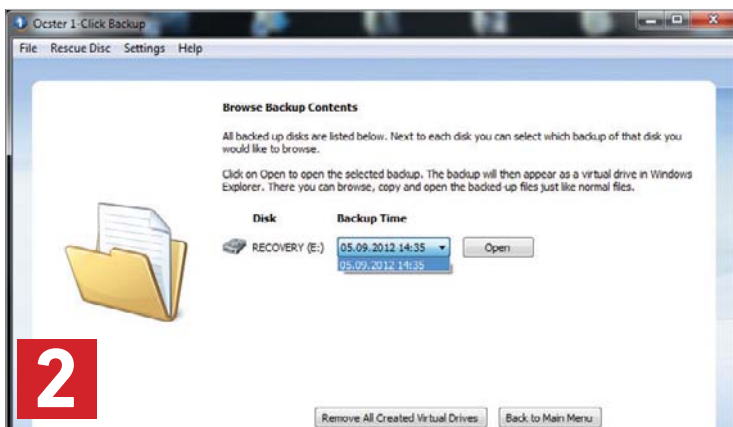 Ocster 1-Click Backup
File Rescue Disc Settings Help
Browse Backup Contents
All backed up disks are listed below. Next to each disk you can select which backup of that disk you
would like to browse.
Click on Open to open the selected backup. The backup will then appear as a virtual drive in Windows
Explorer. There you can browse, copy and open the backed-up files just like normal files.
Disk Backup Time
RECOVERY (E:) 05.09.2012 14:35 Open
05.09.2012 14:35
2
Remove All Created Virtual Drives Back to Main Menu